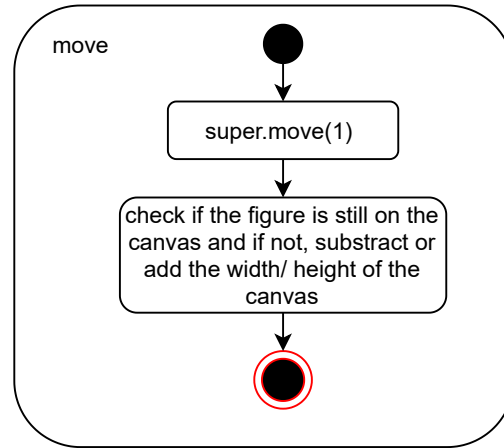 move
super.move(1)
check if the figure is still on the
canvas and if not, substract or
add the width/ height of the
canvas